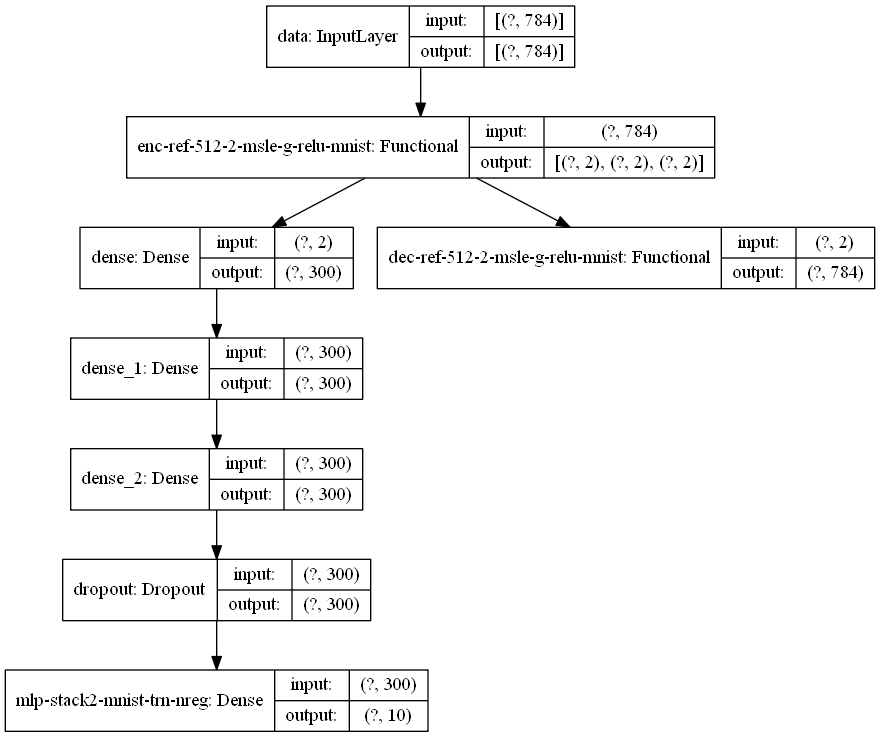 data: InputLayer
input: [(?, 784)]
output: [(?, 784)]
enc-ref-512-2-msle-g-relu-mnist: Functional
input: (?, 784)
output: [(?, 2), (?, 2), (?, 2)]
dense: Dense
input: (?, 2)
output: (?, 300)
dec-ref-512-2-msle-g-relu-mnist: Functional
input: (?, 2)
output: (?, 784)
dense_1: Dense
input: (?, 300)
output: (?, 300)
dense_2: Dense
input: (?, 300)
output: (?, 300)
dropout: Dropout
input: (?, 300)
output: (?, 300)
mlp-stack2-mnist-trn-nreg: Dense
input: (?, 300)
output: (?, 10)